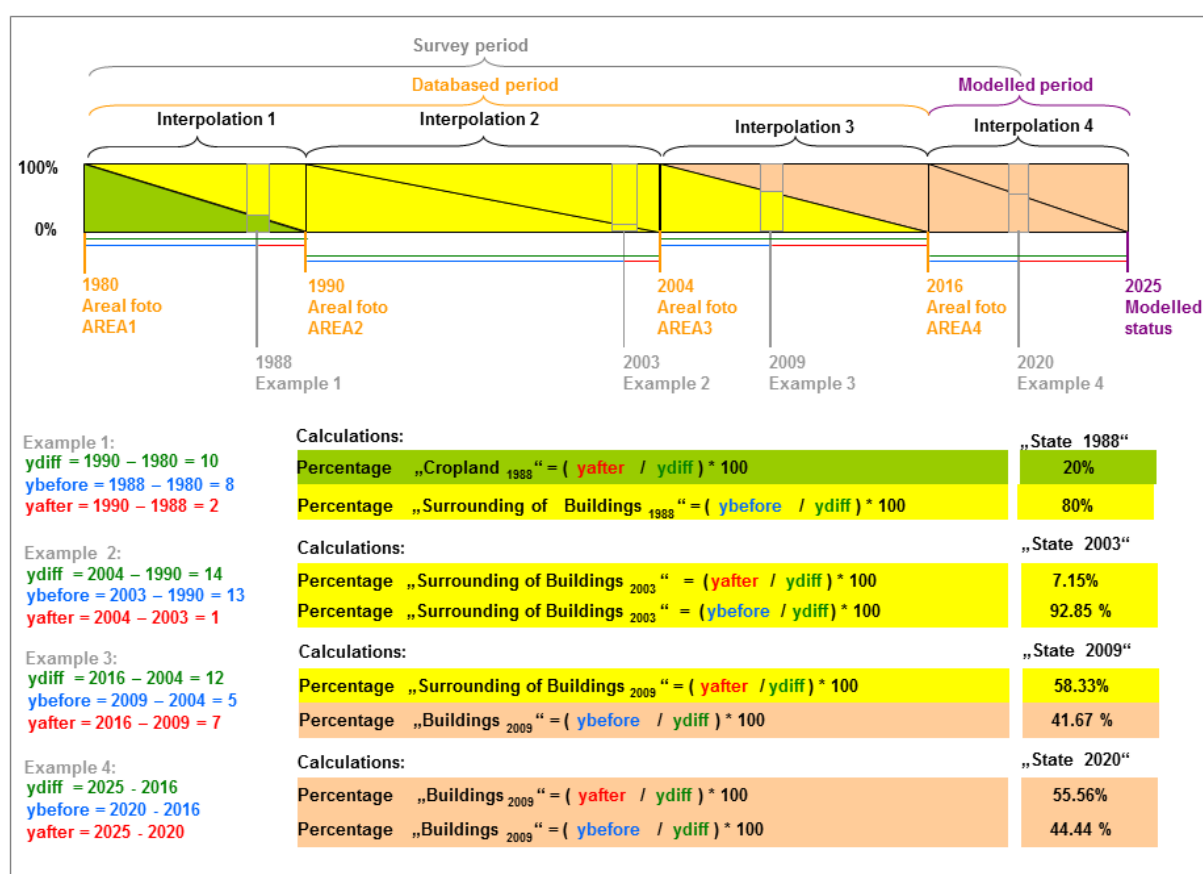 Survey period
Databased period
Modelled period
Interpolation 1
Interpolation 2
Interpolation 3
Interpolation 4
100%
0%
1980
Areal foto
AREA1
1990
Areal foto
AREA2
2004
Areal foto
AREA3
2016
Areal foto
AREA4
2025
Modelled
status
1988
Example 1
2003
Example 2
2009
Example 3
2020
Example 4
Example 1:
ydiff = 1990 – 1980 = 10
ybefore = 1988 – 1980 = 8
yafter = 1990 – 1988 = 2
Calculations:
„State 1988“
Percentage „Cropland 1988“ = ( yafter / ydiff ) * 100
20%
Percentage „Surrounding of Buildings 1988“ = ( ybefore / ydiff ) * 100
80%
Example 2:
ydiff = 2004 – 1990 = 14
ybefore = 2003 – 1990 = 13
yafter = 2004 – 2003 = 1
Calculations:
„State 2003“
Percentage „Surrounding of Buildings 2003“ = (yafter / ydiff) * 100
7.15%
Percentage „Surrounding of Buildings 2003“ = (ybefore / ydiff) * 100
92.85 %
Example 3:
ydiff = 2016 – 2004 = 12
ybefore = 2009 – 2004 = 5
yafter = 2016 – 2009 = 7
Calculations:
„State 2009“
Percentage „Surrounding of Buildings 2009“ = ( yafter / ydiff ) * 100
58.33%
Percentage „Buildings 2009“ = ( ybefore / ydiff ) * 100
41.67 %
Example 4:
ydiff = 2025 - 2016
ybefore = 2020 - 2016
yafter = 2025 - 2020
Calculations:
„State 2020“
Percentage „Buildings 2009“ = ( yafter / ydiff ) * 100
55.56%
Percentage „Buildings 2009“ = ( ybefore / ydiff ) * 100
44.44 %